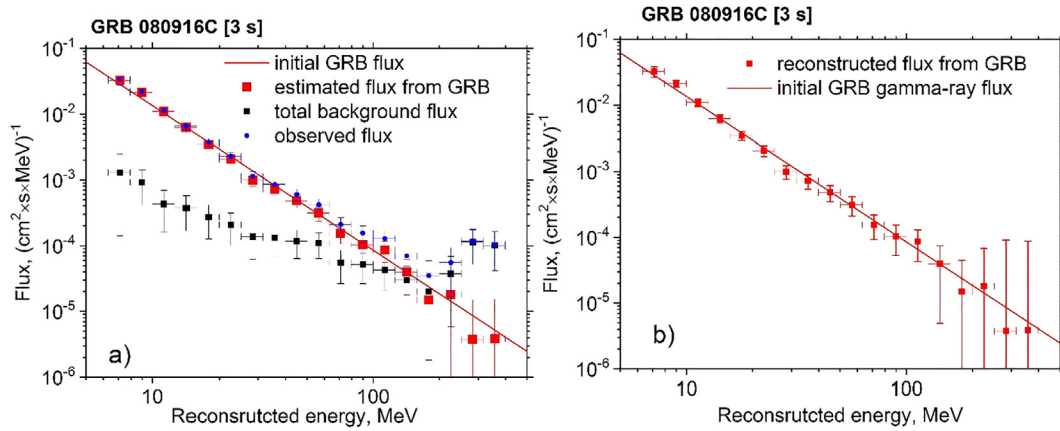 GRB 080916C [3 s]
10⁻¹
10⁻²
10⁻³
10⁻⁴
10⁻⁵
10⁻⁶
Flux, (cm²×s×MeV)⁻¹
initial GRB flux
estimated flux from GRB
total background flux
observed flux
a)
10
100
Reconsrutcted energy, MeV
GRB 080916C [3 s]
10⁻¹
10⁻²
10⁻³
10⁻⁴
10⁻⁵
10⁻⁶
Flux, (cm²×s×MeV)⁻¹
reconstructed flux from GRB
initial GRB gamma-ray flux
b)
10
100
Reconsrutcted energy, MeV